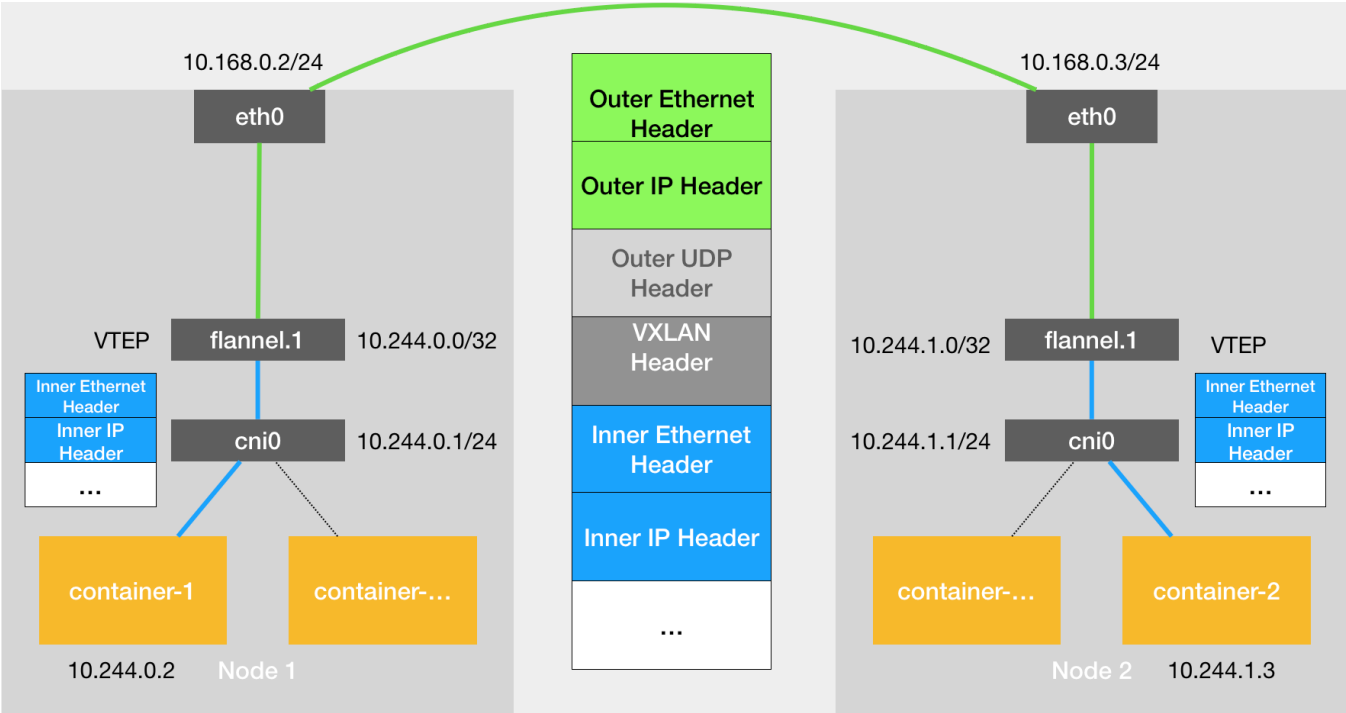 10.168.0.2/24
eth0
VTEP
flannel.1
10.244.0.0/32
Inner Ethernet
Header
Inner IP
Header
...
cni0
10.244.0.1/24
container-1
container-...
10.244.0.2
Node 1
Outer Ethernet
Header
Outer IP Header
Outer UDP
Header
VXLAN
Header
Inner Ethernet
Header
Inner IP Header
...
10.168.0.3/24
eth0
10.244.1.0/32
flannel.1
VTEP
10.244.1.1/24
cni0
Inner Ethernet
Header
Inner IP
Header
...
container-...
container-2
Node 2
10.244.1.3